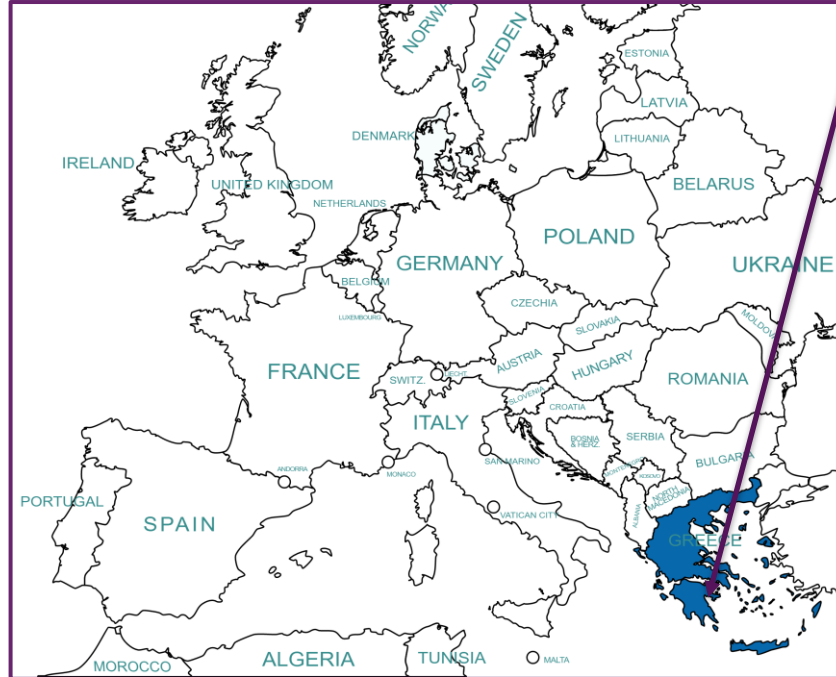 NORWA
SWEDEN
ESTONIA
LATVIA
LITHUANIA
DENMARK
IRELAND
UNITED KINGDOM
BELARUS
NETHERLANDS
POLAND
GERMANY
UKRAINE
BELGIUM
CZECHIA
LUXEMBOURG
SLOVAKIA
MOLDOVA
AUSTRIA
HUNGARY
FRANCE
SWITZ.
LIECHT.
ROMANIA
SLOVENIA
CROATIA
ITALY
BOSNIA
& HERZ.
SERBIA
SAN MARINO
BULGARIA
ANDORRA
MONACO
MONTENEGRO
KOSOVO
NORTH
MACEDONIA
PORTUGAL
SPAIN
VATICAN CITY
ALBANIA
GREECE
MOROCCO
ALGERIA
TUNISIA
MALTA